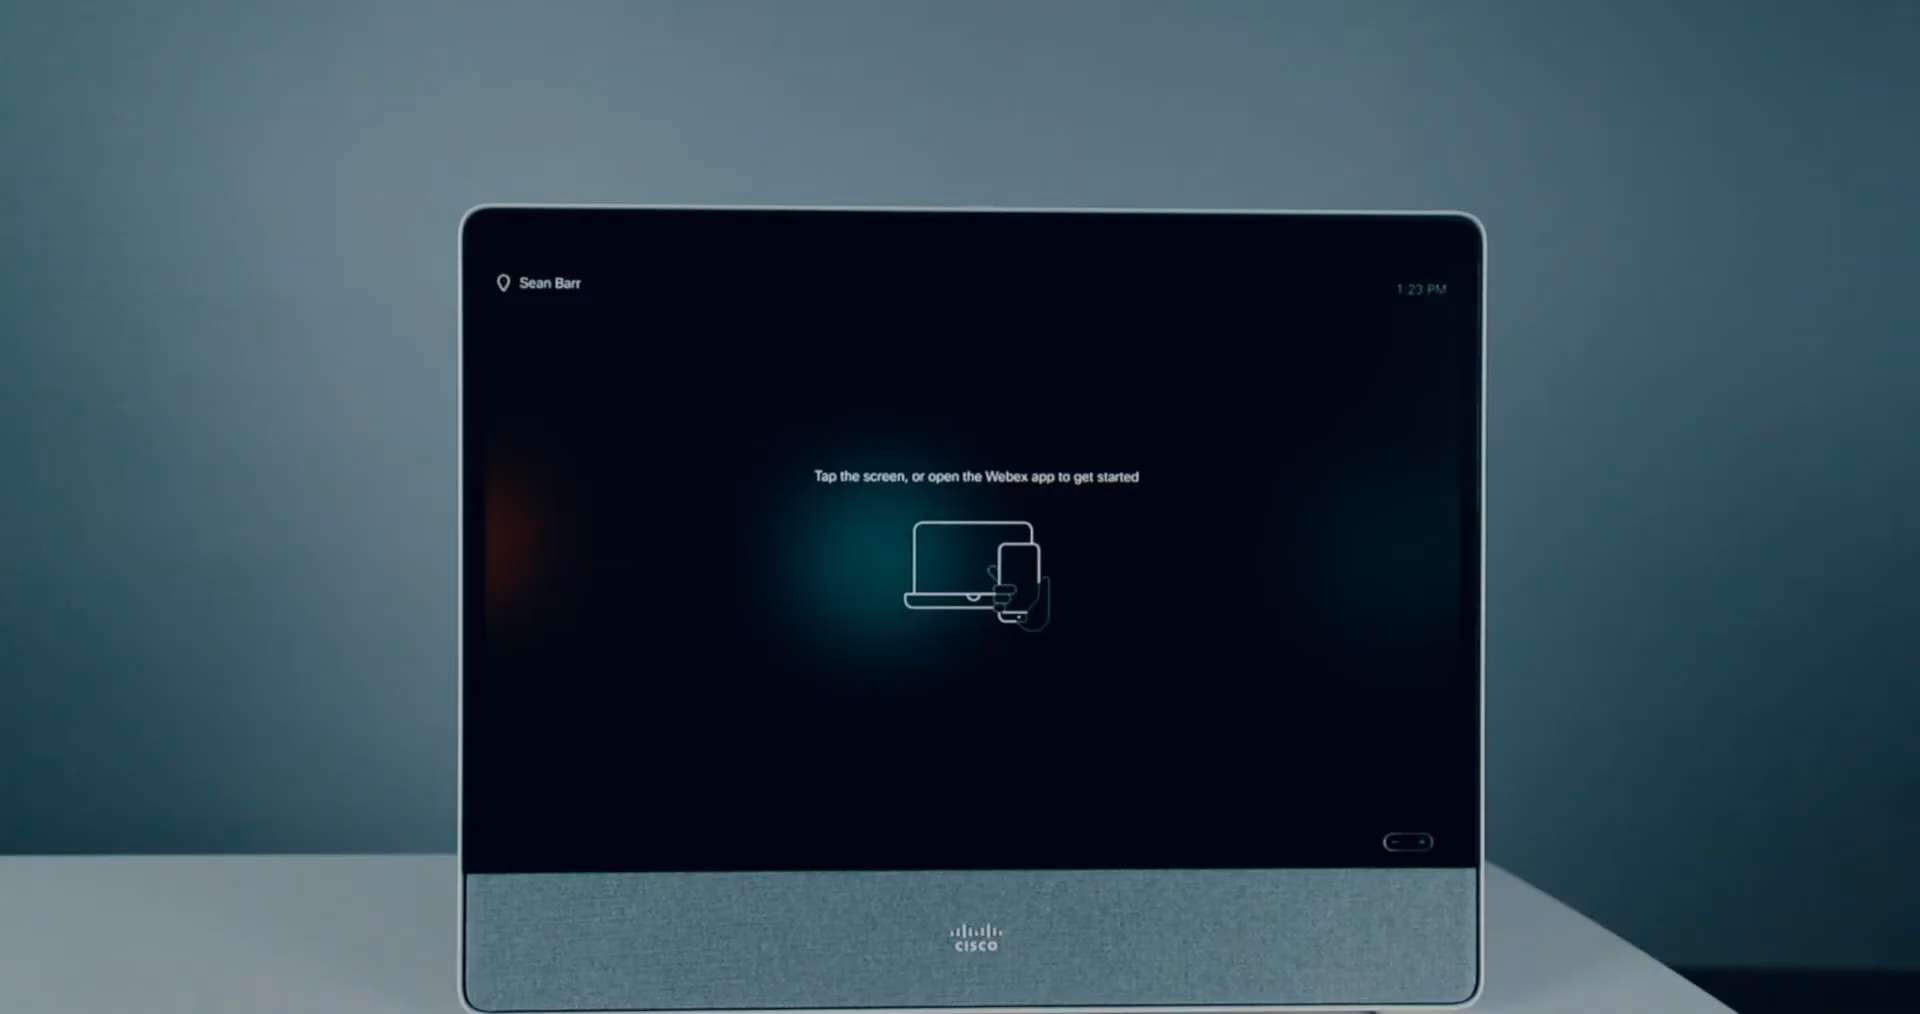 Sean Barr
1:23 PM
Tap the screen, or open the Webex app to get started
cisco